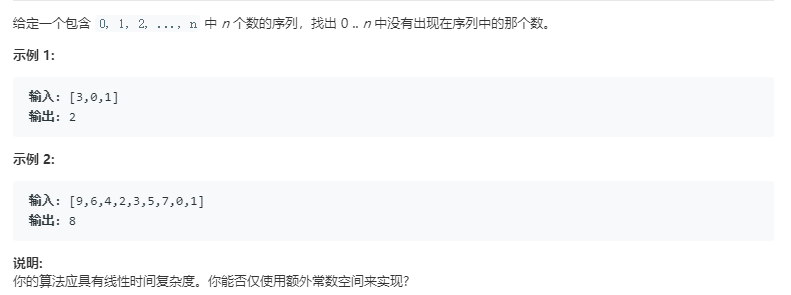 给定一个包含 0, 1, 2, ..., n 中 n 个数的序列，找出 0 .. n 中没有出现在序列中的那个数。
示例 1:
输入: [3,0,1]
输出: 2
示例 2:
输入: [9,6,4,2,3,5,7,0,1]
输出: 8
说明:
你的算法应具有线性时间复杂度。你能否仅使用额外常数空间来实现?